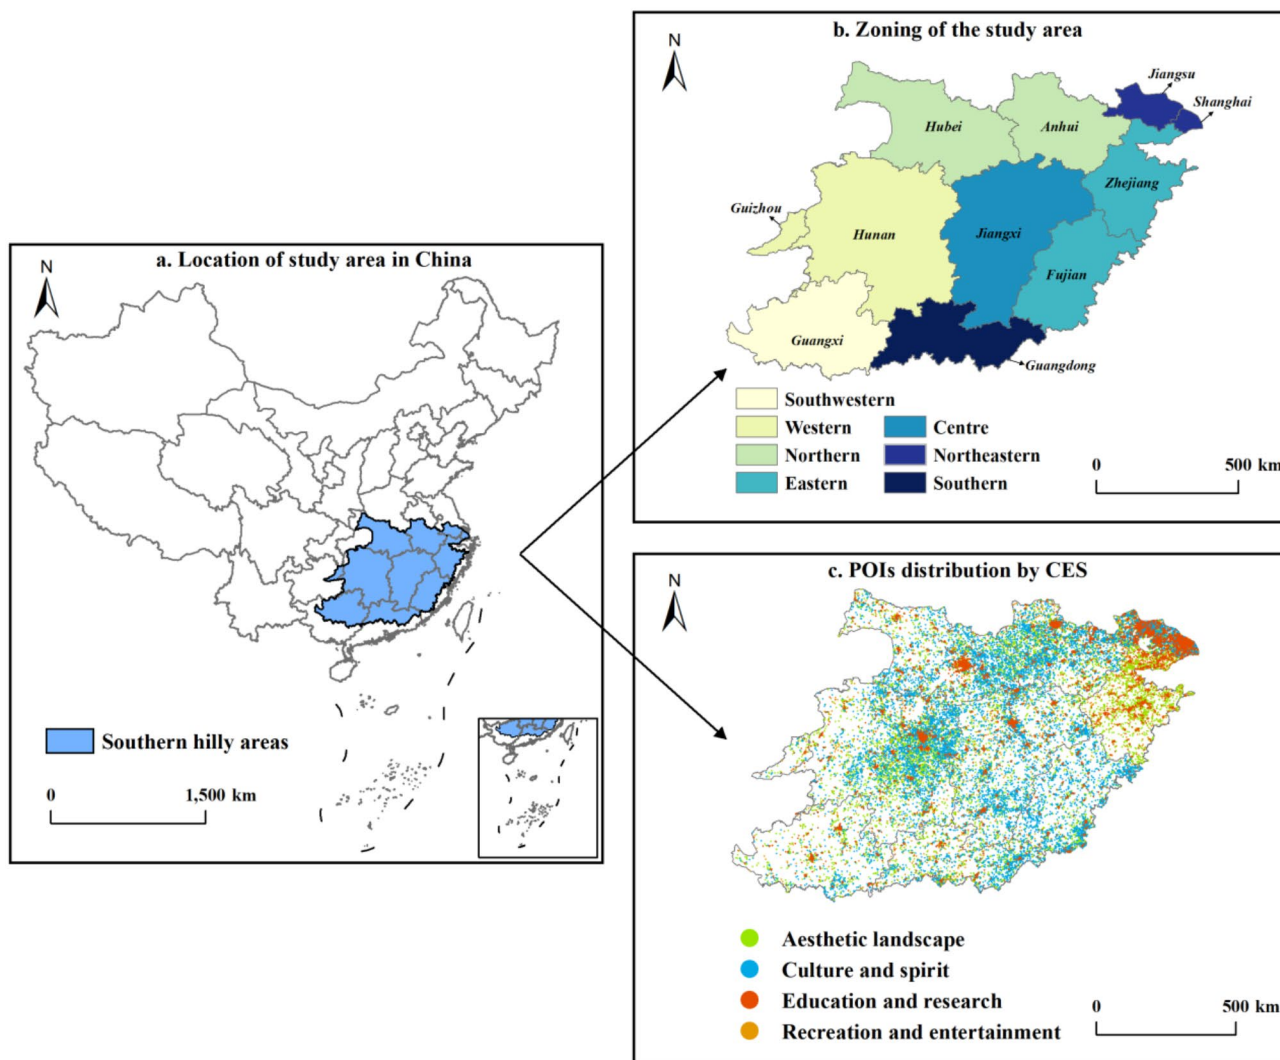 a. Location of study area in China
N
Southern hilly areas
0 1,500 km
b. Zoning of the study area
N
Jiangsu
Shanghai
Hubei
Anhui
Zhejiang
Guizhou
Hunan
Jiangxi
Fujian
Guangxi
Guangdong
Southwestern
Western
Centre
Northern
Northeastern
Eastern
Southern
0 500 km
c. POIs distribution by CES
N
Aesthetic landscape
Culture and spirit
Education and research
Recreation and entertainment
0 500 km